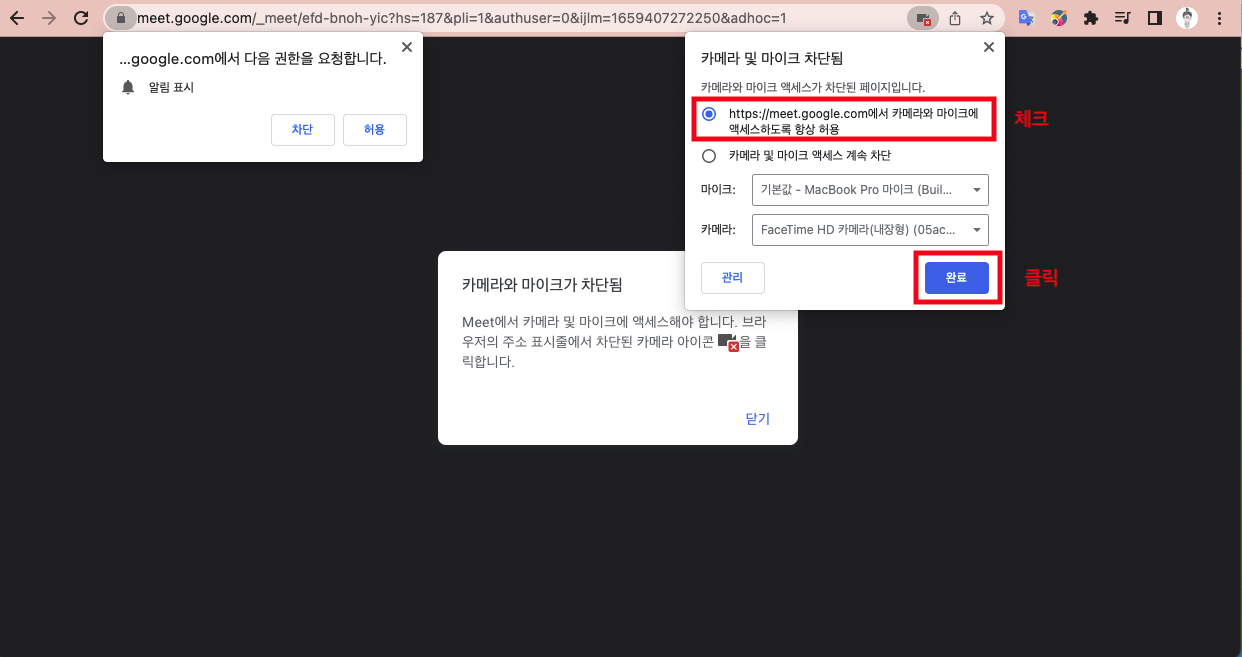 meet.google.com/_meet/efd-bnoh-yic?hs=187&pli=1&authuser=0&ijlm=1659407272250&adhoc=1
...google.com에서 다음 권한을 요청합니다.
알림 표시
차단
허용
카메라 및 마이크 차단됨
카메라와 마이크 액세스가 차단된 페이지입니다.
https://meet.google.com에서 카메라와 마이크에
액세스하도록 항상 허용
체크
카메라 및 마이크 액세스 계속 차단
마이크:
기본값 - MacBook Pro 마이크 (Buil...
카메라:
FaceTime HD 카메라(내장형) (05ac...
관리
완료
클릭
카메라와 마이크가 차단됨
Meet에서 카메라 및 마이크에 액세스해야 합니다. 브라
우저의 주소 표시줄에서 차단된 카메라 아이콘 을 클
릭합니다.
닫기